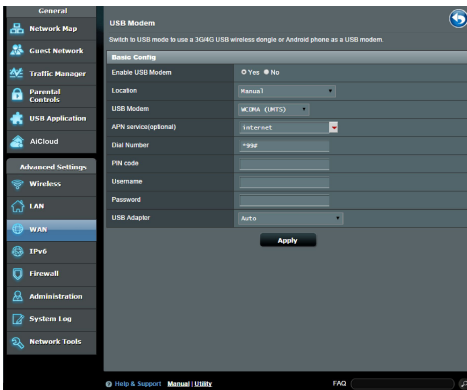 General
Network Map
Guest Network
Traffic Manager
Parental
Controls
USB Application
AiCloud
Advanced Settings
Wireless
LAN
WAN
IPv6
Firewall
Administration
System Log
Network Tools
USB Modem
Switch to USB mode to use a 3G/4G USB wireless dongle or Android phone as a USB modem.
Basic Config
Enable USB Modem Yes No
Location Manual
USB Modem WCDMA (UMTS)
APN service(optional) internet
Dial Number *99#
PIN code
Username
Password
USB Adapter Auto
Apply
Help & Support Manual | Utility FAQ